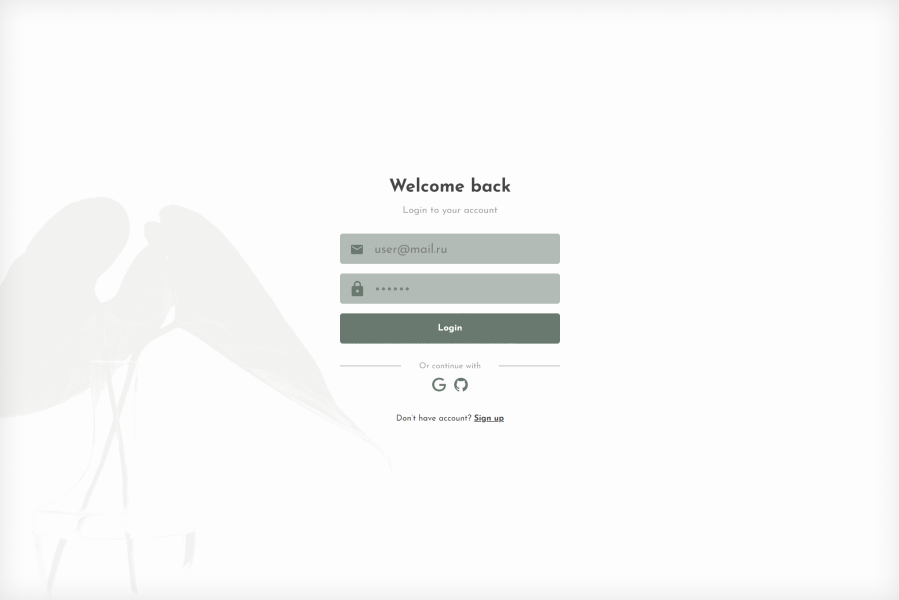 Welcome back
Login to your account
user@mail.ru
••••••
Login
Or continue with
Don't have account? Sign up